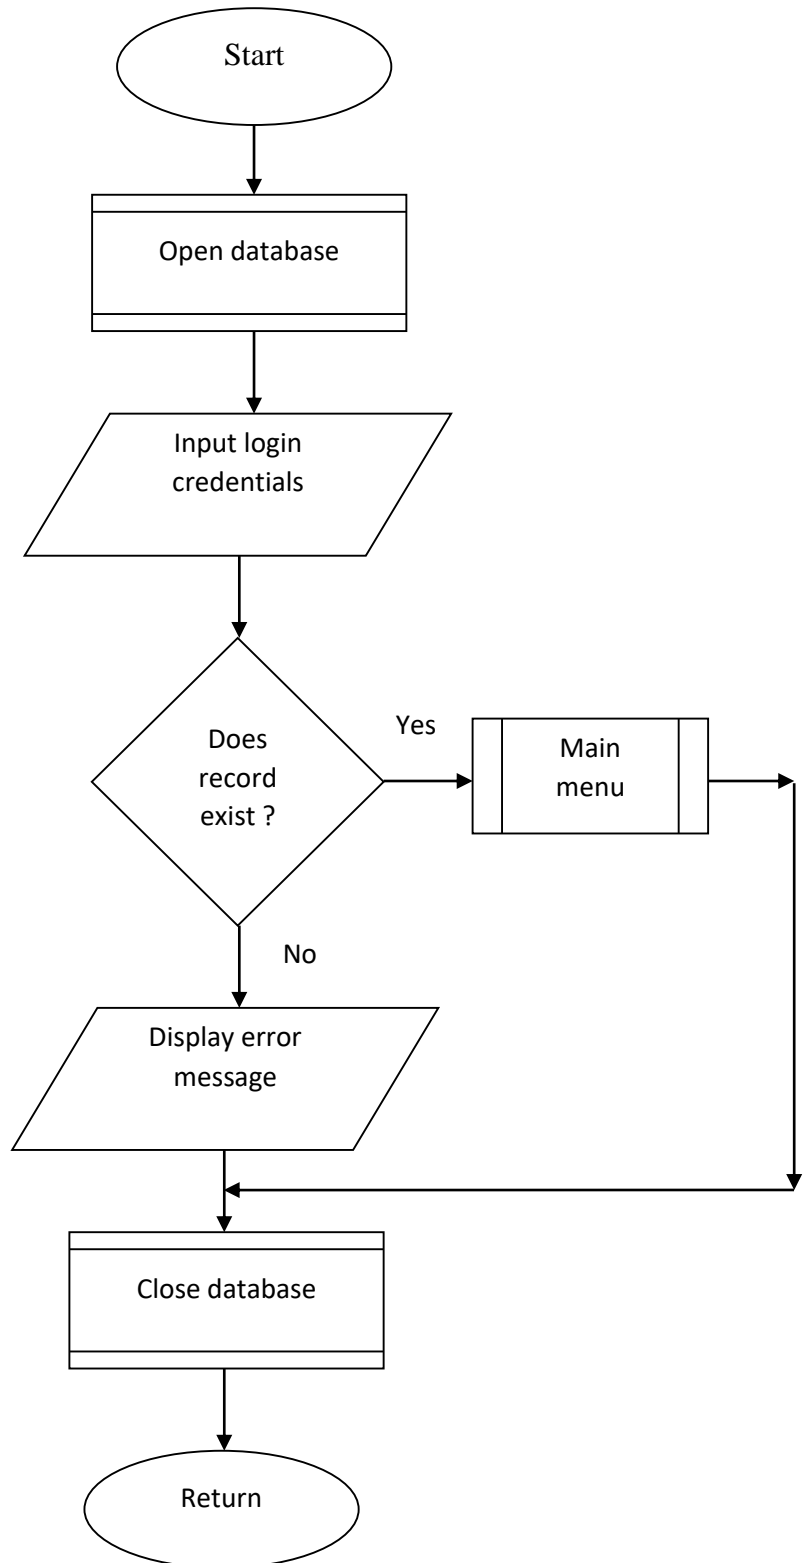 Start
Open database
Input login
credentials
Does
record
exist ?
Yes
Main
menu
No
Display error
message
Close database
Return